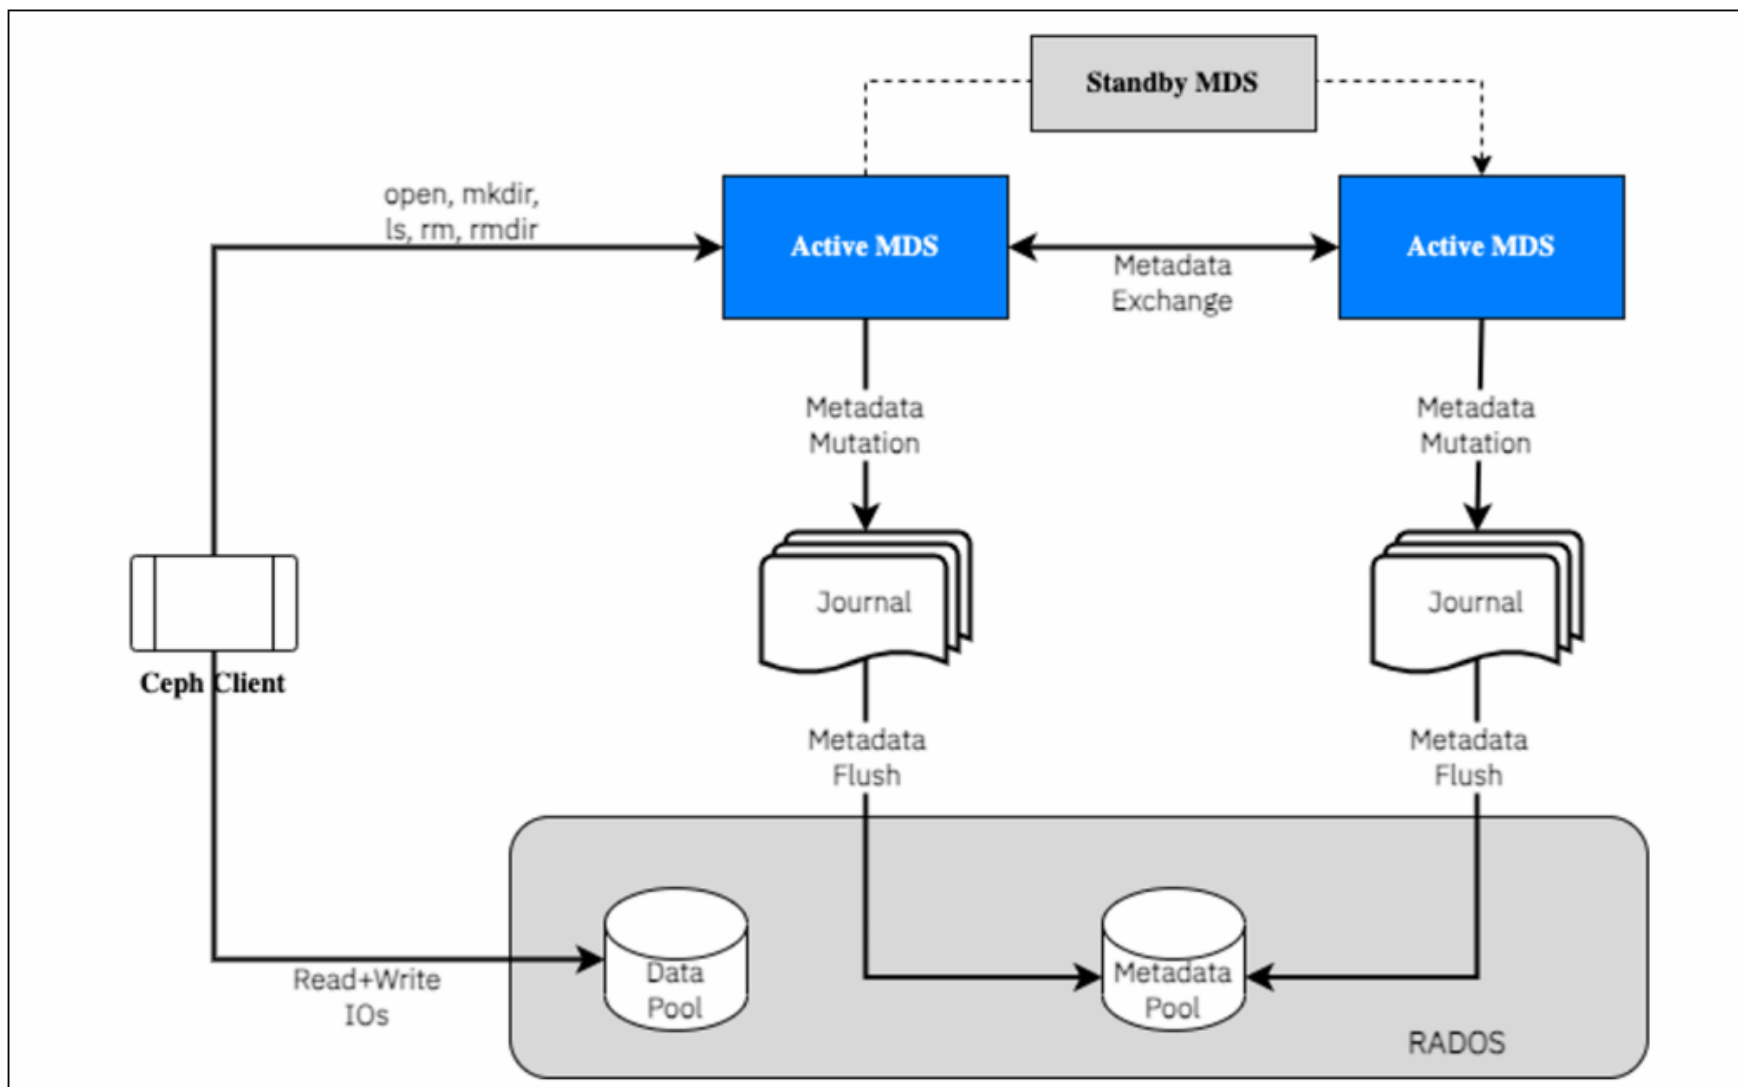 Standby MDS
open, mkdir,
ls, rm, rmdir
Active MDS
Metadata
Exchange
Active MDS
Metadata
Mutation
Metadata
Mutation
Journal
Journal
Ceph Client
Metadata
Flush
Metadata
Flush
Read+Write
IOs
Data
Pool
Metadata
Pool
RADOS